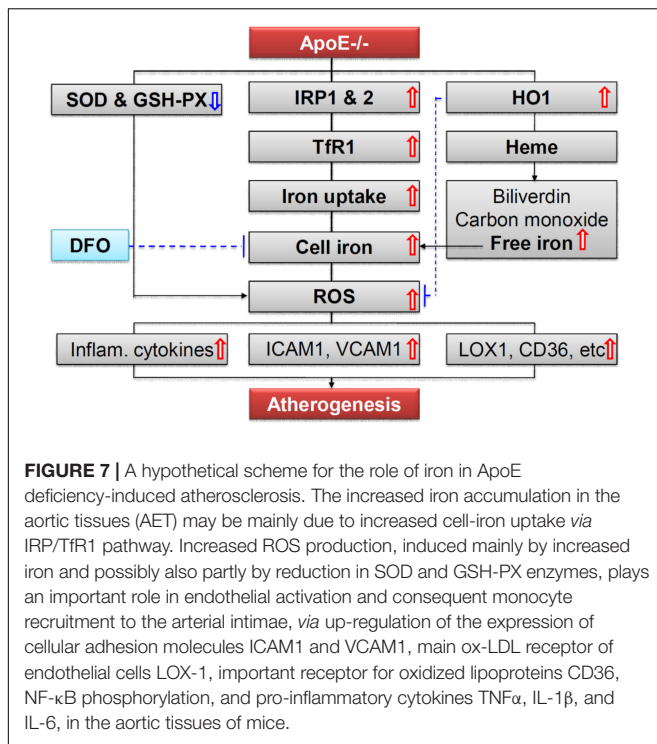 ApoE-/-
SOD & GSH-PX
IRP1 & 2
HO1
TfR1
Heme
Iron uptake
Biliverdin
Carbon monoxide
Free iron
DFO
Cell iron
ROS
Inflam. cytokines
ICAM1, VCAM1
LOX1, CD36, etc
Atherogenesis
FIGURE 7 | A hypothetical scheme for the role of iron in ApoE
deficiency-induced atherosclerosis. The increased iron accumulation in the
aortic tissues (AET) may be mainly due to increased cell-iron uptake via
IRP/TfR1 pathway. Increased ROS production, induced mainly by increased
iron and possibly also partly by reduction in SOD and GSH-PX enzymes, plays
an important role in endothelial activation and consequent monocyte
recruitment to the arterial intimae, via up-regulation of the expression of
cellular adhesion molecules ICAM1 and VCAM1, main ox-LDL receptor of
endothelial cells LOX-1, important receptor for oxidized lipoproteins CD36,
NF-κB phosphorylation, and pro-inflammatory cytokines TNFα, IL-1β, and
IL-6, in the aortic tissues of mice.